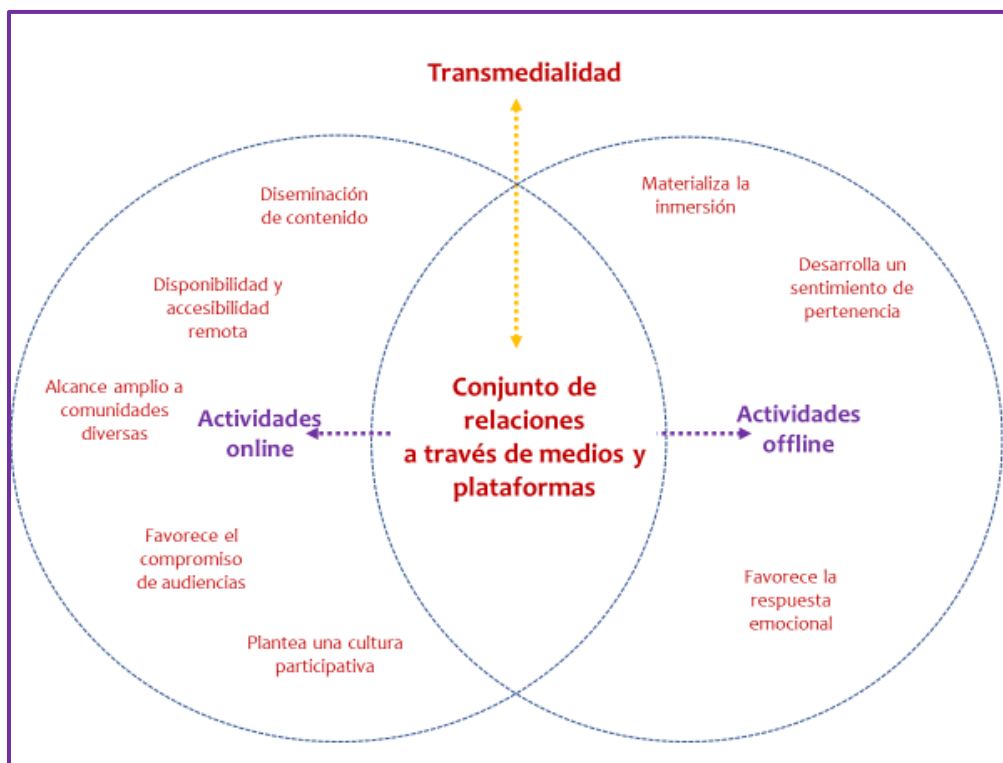 Transmedialidad
Diseminación
de contenido
Disponibilidad y
accesibilidad
remota
Alcance amplio a
comunidades
diversas
Actividades
online
Favorece el
compromiso
de audiencias
Plantea una cultura
participativa
Conjunto de
relaciones
a través de medios y
plataformas
Materializa la
inmersión
Desarrolla un
sentimiento de
pertenencia
Actividades
offline
Favorece la
respuesta
emocional